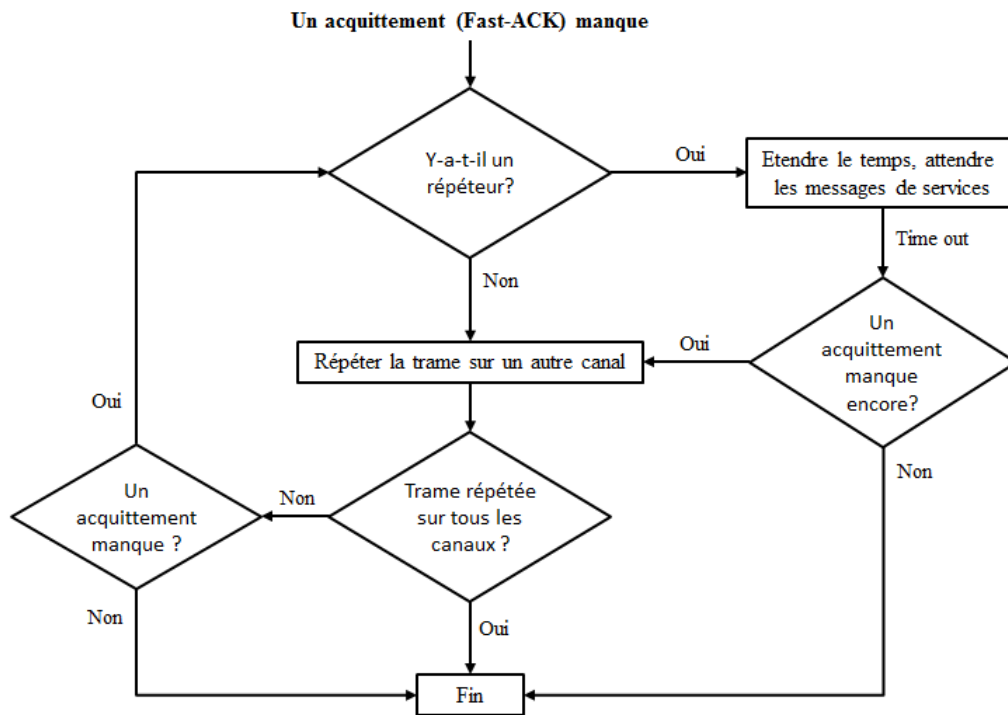 Un acquittement (Fast-ACK) manque
Y-a-t-il un
répéteur?
Oui
Etendre le temps, attendre
les messages de services
Time out
Non
Un
acquittement
manque
encore?
Oui
Répéter la trame sur un autre canal
Non
Trame répétée
sur tous les
canaux ?
Non
Un
acquittement
manque ?
Oui
Non
Oui
Fin